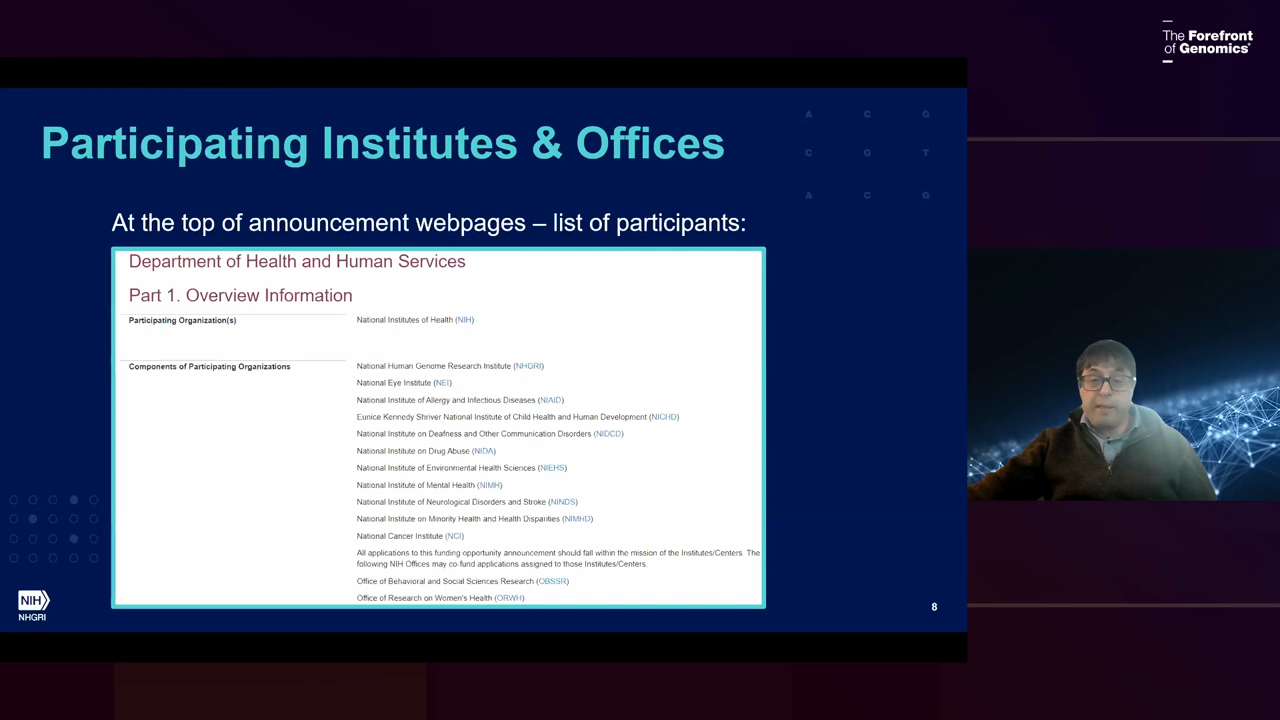 The Forefront
of Genomics®
Participating Institutes & Offices
A C G
C G T
A C G
At the top of announcement webpages – list of participants:
Department of Health and Human Services
Part 1. Overview Information
Participating Organization(s)
National Institutes of Health (NIH)
Components of Participating Organizations
National Human Genome Research Institute (NHGRI)
National Eye Institute (NEI)
National Institute of Allergy and Infectious Diseases (NIAID)
Eunice Kennedy Shriver National Institute of Child Health and Human Development (NICHD)
National Institute on Deafness and Other Communication Disorders (NIDCD)
National Institute on Drug Abuse (NIDA)
National Institute of Environmental Health Sciences (NIEHS)
National Institute of Mental Health (NIMH)
National Institute of Neurological Disorders and Stroke (NINDS)
National Institute on Minority Health and Health Disparities (NIMHD)
National Cancer Institute (NCI)
All applications to this funding opportunity announcement should fall within the mission of the Institutes/Centers. The
following NIH Offices may co-fund applications assigned to those Institutes/Centers.
Office of Behavioral and Social Sciences Research (OBSSR)
Office of Research on Women's Health (ORWH)
NIH
NHGRI
8